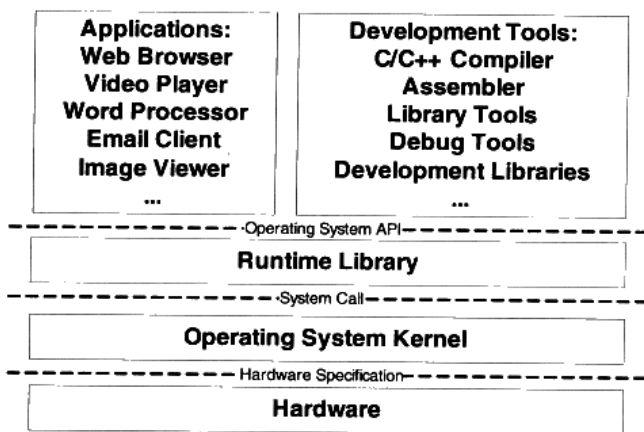 Applications:
Web Browser
Video Player
Word Processor
Email Client
Image Viewer
...
Development Tools:
C/C++ Compiler
Assembler
Library Tools
Debug Tools
Development Libraries
...
Operating System API
Runtime Library
System Call
Operating System Kernel
Hardware Specification
Hardware